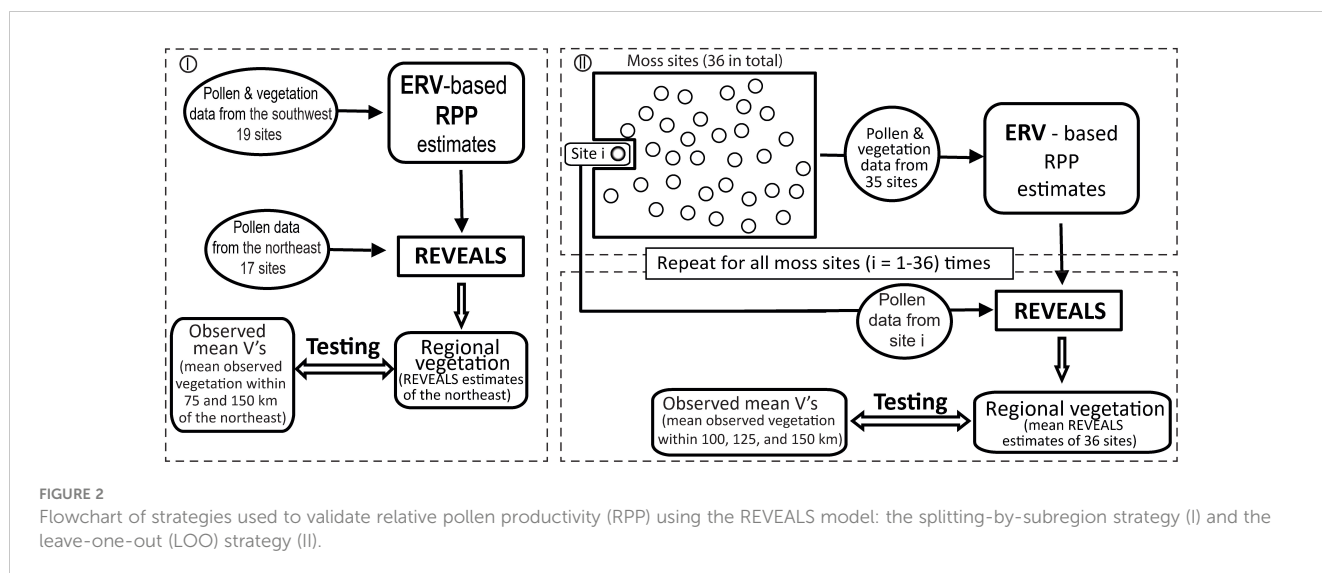 Ⓘ
Pollen & vegetation
data from the southwest
19 sites
ERV-based
RPP
estimates
Pollen data
from the northeast
17 sites
REVEALS
Observed
mean V's
(mean observed
vegetation within
75 and 150 km
of the northeast)
Testing
Regional
vegetation
(REVEALS estimates
of the northeast)
Ⅱ
Moss sites (36 in total)
Site i
Pollen &
vegetation
data from
35 sites
ERV - based
RPP
estimates
Repeat for all moss sites (i = 1-36) times
Pollen
data from
site i
REVEALS
Observed mean V's
(mean observed vegetation
within 100, 125, and 150 km)
Testing
Regional vegetation
(mean REVEALS
estimates of 36 sites)
FIGURE 2
Flowchart of strategies used to validate relative pollen productivity (RPP) using the REVEALS model: the splitting-by-subregion strategy (I) and the
leave-one-out (LOO) strategy (II).